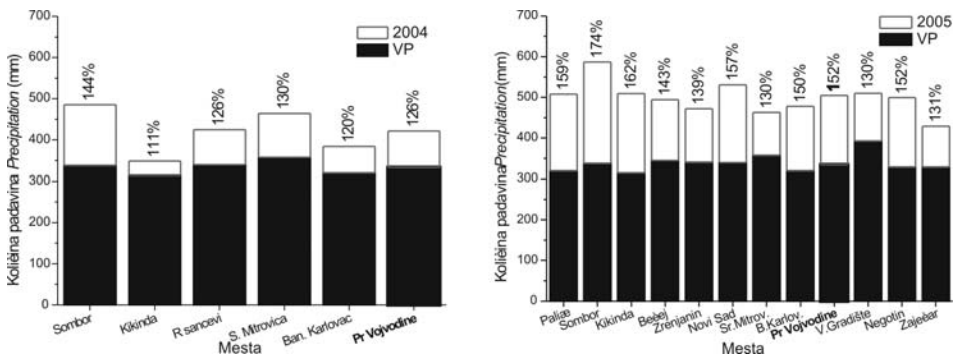 700
600
500
400
300
200
100
0
Količina padavina Precipitation (mm)
2004
VP
144%
111%
126%
130%
120%
126%
Sombor
Kikinda
R sancevi
S. Mitrovica
Ban. Karlovac
Pr Vojvodine
Mesta
700
600
500
400
300
200
100
0
Količina padavina Precipitation(mm)
2005
VP
159%
174%
162%
143%
139%
157%
130%
150%
152%
130%
152%
131%
Paliæ
Sombor
Kikinda
Beèej
Zrenjanin
Novi Sad
Sr.Mitrov.
B.Karlov.
Pr Vojvodine
V.Gradište
Negotin
Zajeèar
Mesta